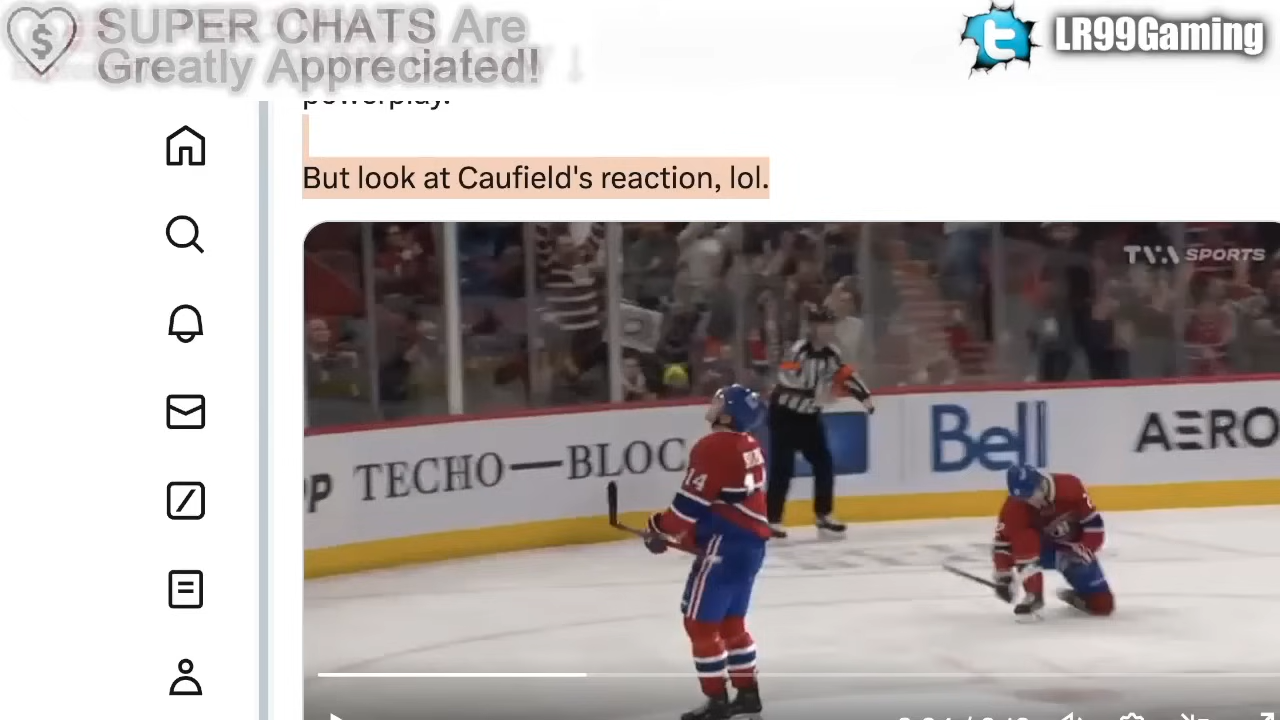 SUPER CHATS Are
Greatly Appreciated!
LR99Gaming
powerplay.
But look at Caufield's reaction, lol.
TVA SPORTS
TECHO—BLOC
Bell
AERO
14